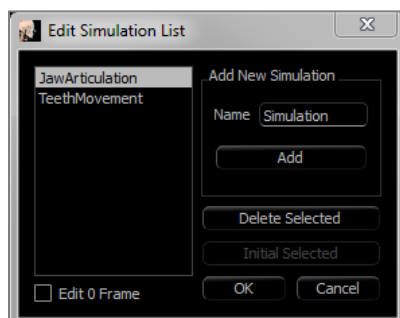 Edit Simulation List
JawArticulation
TeethMovement
Add New Simulation
Name Simulation
Add
Delete Selected
Initial Selected
Edit 0 Frame
OK Cancel